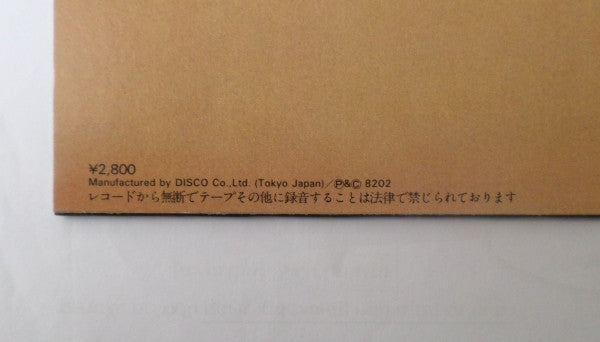 ¥2,800
Manufactured by DISCO Co.,Ltd. (Tokyo Japan)／Ⓟ&Ⓒ 8202
レコードから無断でテープその他に録音することは法律で禁じられております